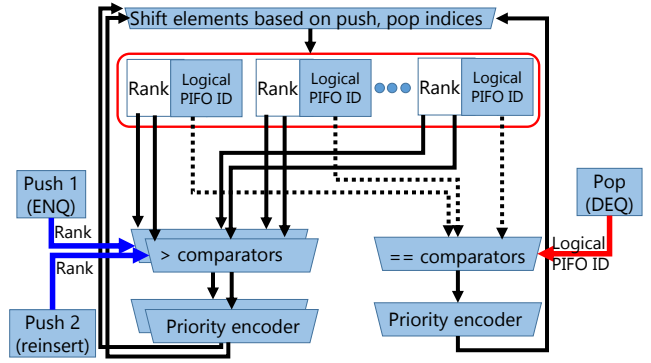 Shift elements based on push, pop indices
Rank
Logical
PIFO ID
Rank
Logical
PIFO ID
Rank
Logical
PIFO ID
Push 1
(ENQ)
Rank
Rank
Push 2
(reinsert)
> comparators
Priority encoder
== comparators
Priority encoder
Pop
(DEQ)
Logical
PIFO ID